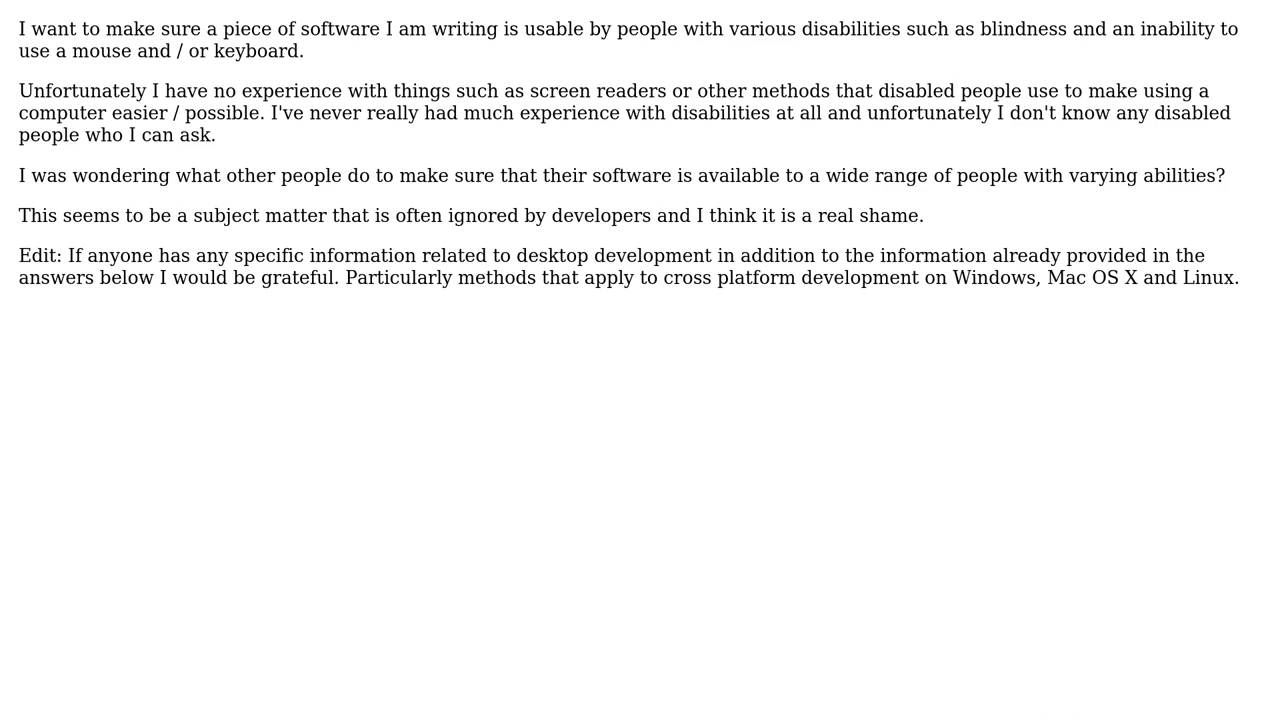 I want to make sure a piece of software I am writing is usable by people with various disabilities such as blindness and an inability to
use a mouse and / or keyboard.
Unfortunately I have no experience with things such as screen readers or other methods that disabled people use to make using a
computer easier / possible. I've never really had much experience with disabilities at all and unfortunately I don't know any disabled
people who I can ask.
I was wondering what other people do to make sure that their software is available to a wide range of people with varying abilities?
This seems to be a subject matter that is often ignored by developers and I think it is a real shame.
Edit: If anyone has any specific information related to desktop development in addition to the information already provided in the
answers below I would be grateful. Particularly methods that apply to cross platform development on Windows, Mac OS X and Linux.